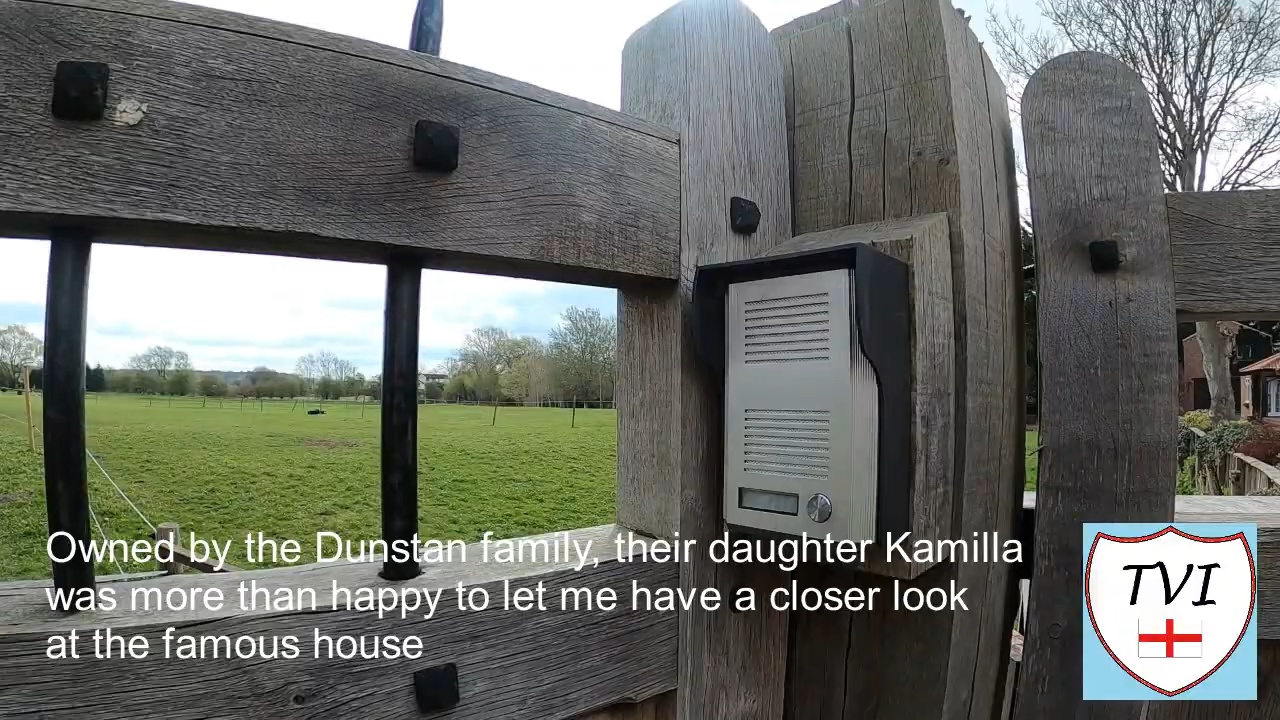 Owned by the Dunstan family, their daughter Kamilla
was more than happy to let me have a closer look
at the famous house
TVI